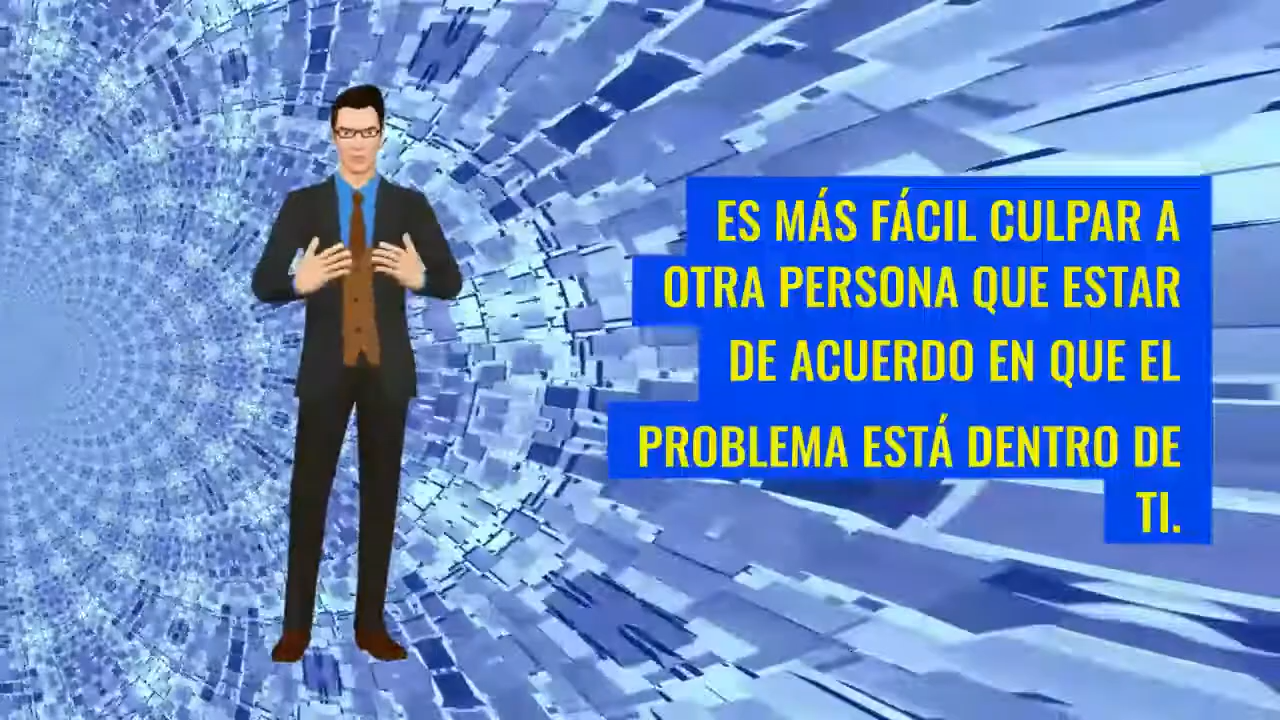 ES MÁS FÁCIL CULPAR A
OTRA PERSONA QUE ESTAR
DE ACUERDO EN QUE EL
PROBLEMA ESTÁ DENTRO DE
TI.